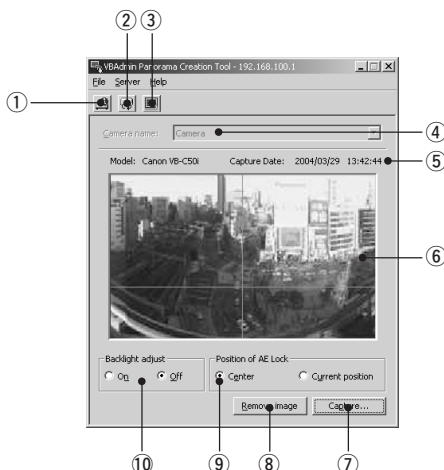 ② ③
VBAdmin Panorama Creation Tool - 192.168.100.1
File Server Help
①
Camera name: Camera ④
Model: Canon VB-C50i Capture Date: 2004/03/29 13:42:44 ⑤
⑥
Backlight adjust Position of AE Lock
On Off Center Current position
Remove image Capture...
⑩ ⑨ ⑧ ⑦